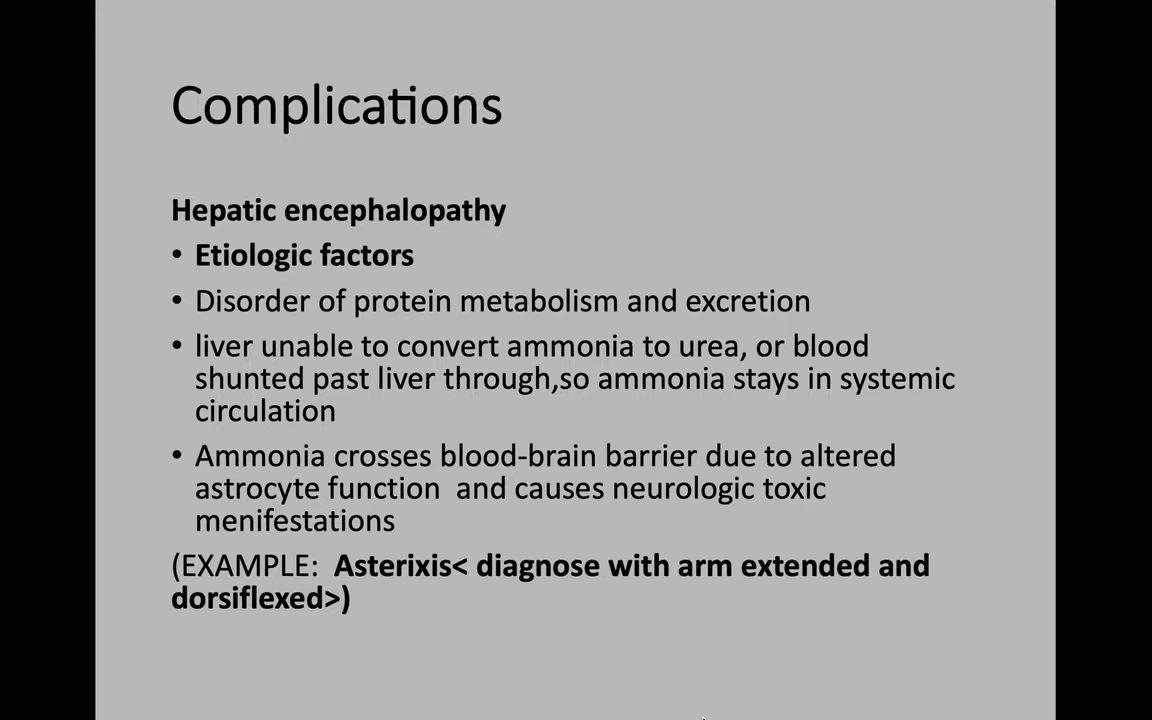 Complications
Hepatic encephalopathy
• Etiologic factors
• Disorder of protein metabolism and excretion
• liver unable to convert ammonia to urea, or blood
shunted past liver through,so ammonia stays in systemic
circulation
• Ammonia crosses blood-brain barrier due to altered
astrocyte function  and causes neurologic toxic
menifestations
(EXAMPLE:  Asterixis< diagnose with arm extended and
dorsiflexed>)